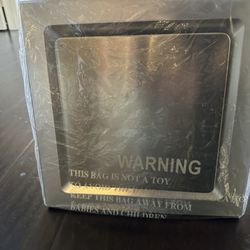 WARNING
THIS BAG IS NOT A TOY
KEEP THIS BAG AWAY FROM
BABIES AND CHILDREN